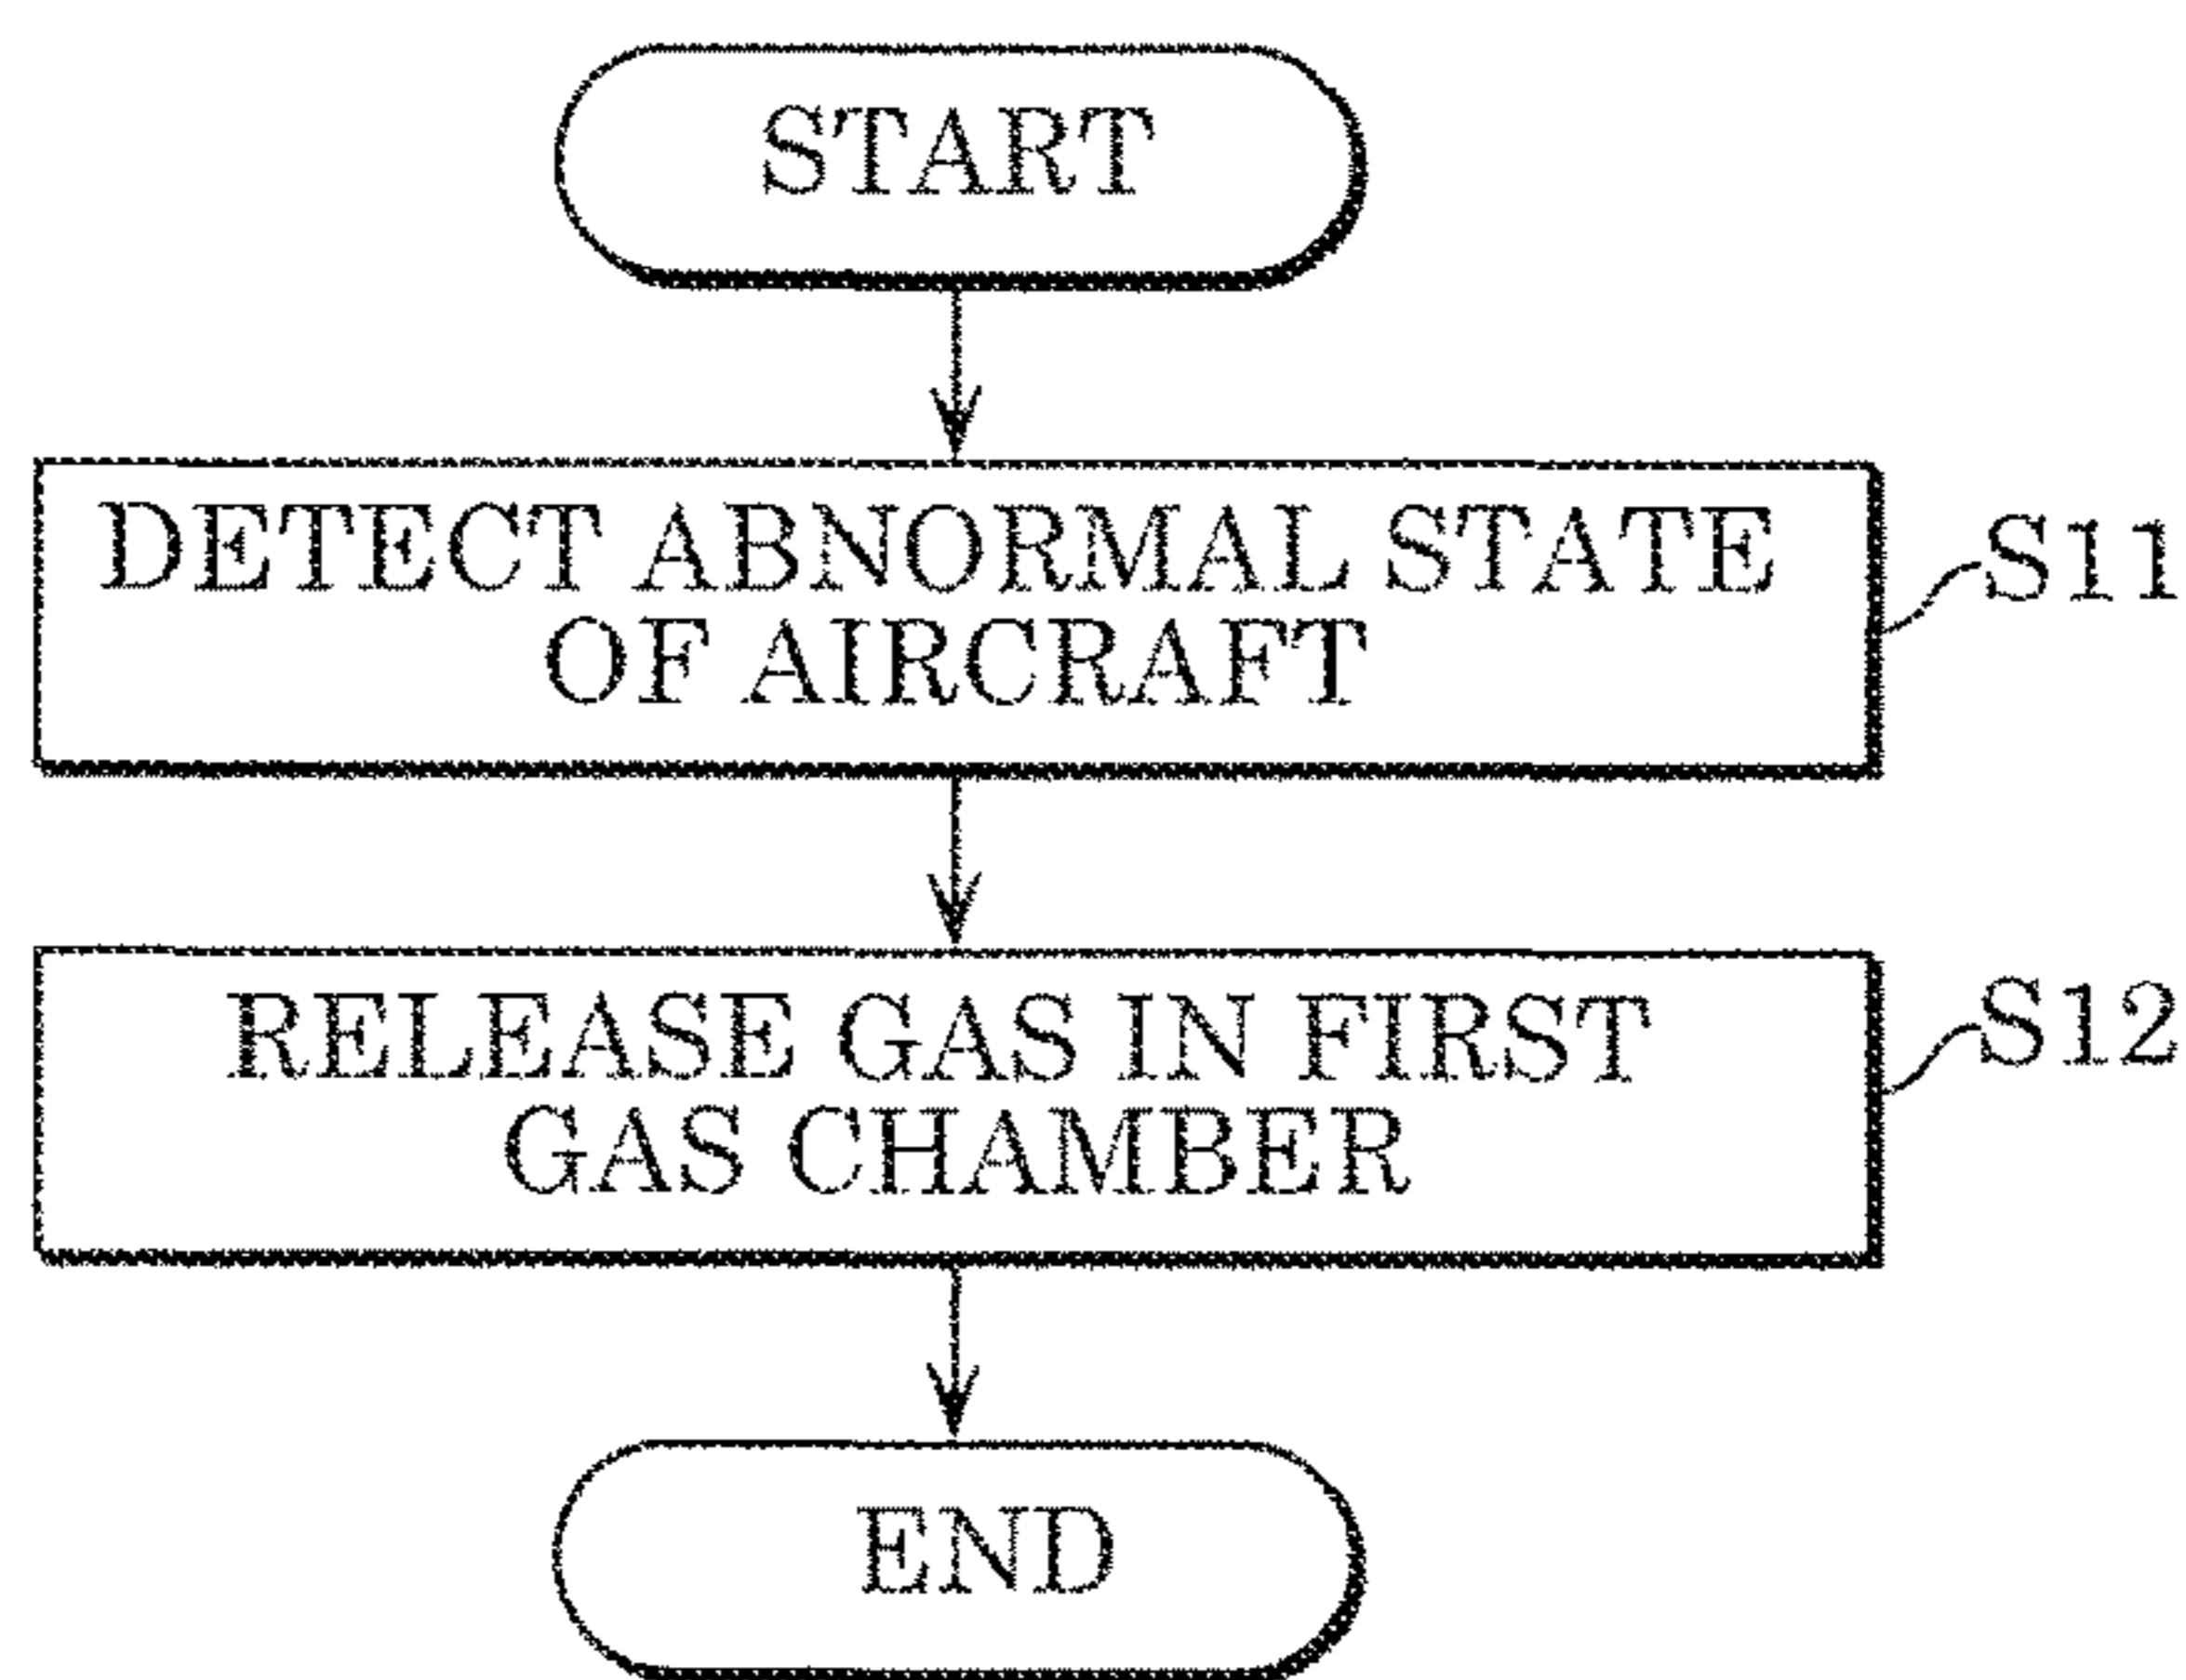 START
DETECT ABNORMAL STATE
OF AIRCRAFT
S11
RELEASE GAS IN FIRST
GAS CHAMBER
S12
END